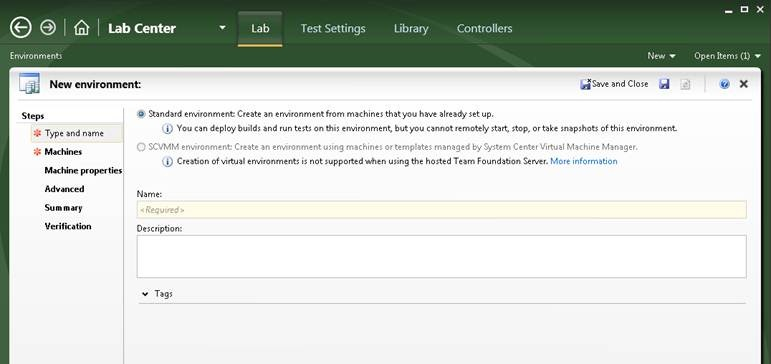 Lab Center
Lab
Test Settings
Library
Controllers
Environments
New
Open Items (1)
New environment:
Save and Close
Steps
* Type and name
* Machines
Machine properties
Advanced
Summary
Verification
Standard environment: Create an environment from machines that you have already set up.
You can deploy builds and run tests on this environment, but you cannot remotely start, stop, or take snapshots of this environment.
SCVMM environment: Create an environment using machines or templates managed by System Center Virtual Machine Manager.
Creation of virtual environments is not supported when using the hosted Team Foundation Server. More information
Name:
<Required>
Description:
Tags